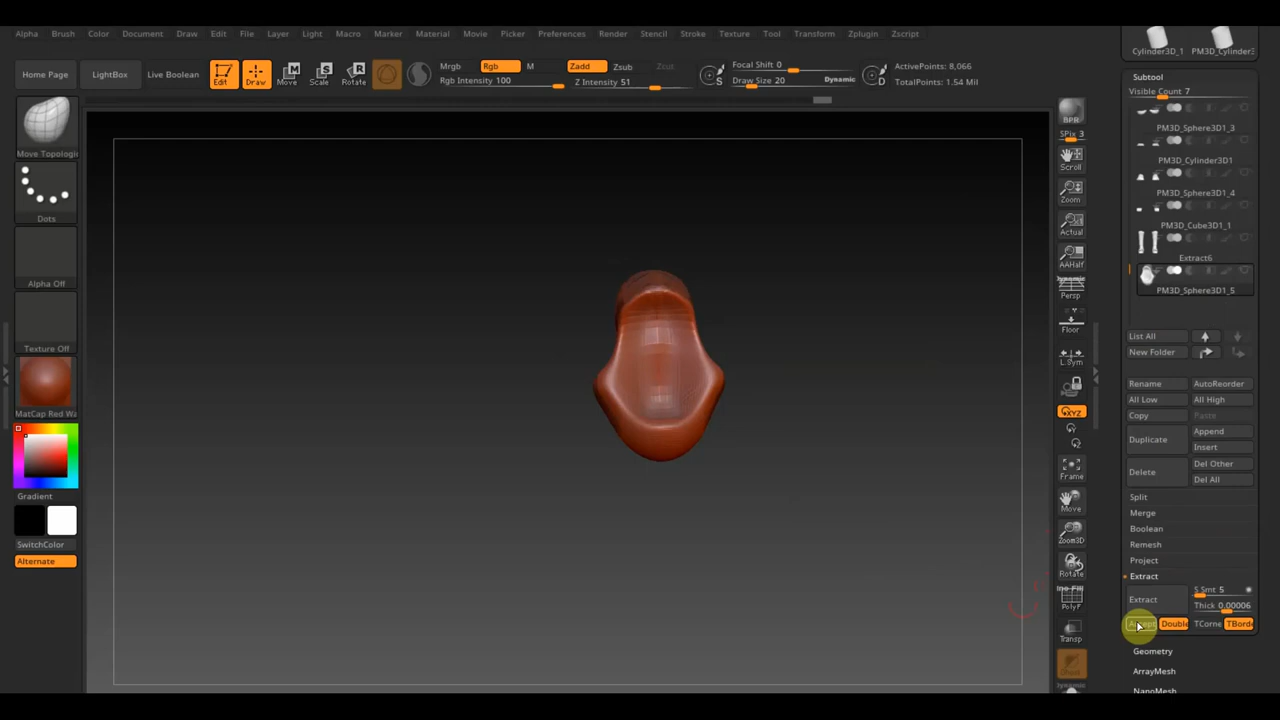 Alpha Brush Color Document Draw Edit File Layer Light Macro Marker Material Movie Picker Preferences Render Stencil Stroke Texture Tool Transform Zplugin Zscript
Cylinder3D_1 PM3D_Cylinder3
Home Page LightBox Live Boolean Edit Draw Move Scale Rotate
Mrgb Rgb M Zadd Zsub Zcut
Rgb Intensity 100 Z Intensity 51
S Focal Shift 0 D
Draw Size 20 Dynamic
ActivePoints: 8,066
TotalPoints: 1.54 Mil
Move Topologic
Dots
Alpha Off
Texture Off
MatCap Red Wa
Gradient
SwitchColor
Alternate
BPR
SPix 3
Scroll
Zoom
Actual
AAHalf
Dynamic
Persp
Floor
L.Sym
XYZ
Y
Z
Frame
Move
Zoom3D
Rotate
PolyF
Transp
Dynamic
Subtool
Visible Count 7
PM3D_Sphere3D1_3
PM3D_Cylinder3D1
PM3D_Sphere3D1_4
PM3D_Cube3D1_1
Extract6
PM3D_Sphere3D1_5
List All
New Folder
Rename AutoReorder
All Low All High
Copy Paste
Duplicate Append
Insert
Delete Del Other
Del All
Split
Merge
Boolean
Remesh
Project
Extract
Extract S Smt 5
Thick 0.00006
Accept Double TCorne TBorde
Geometry
ArrayMesh
NanoMesh